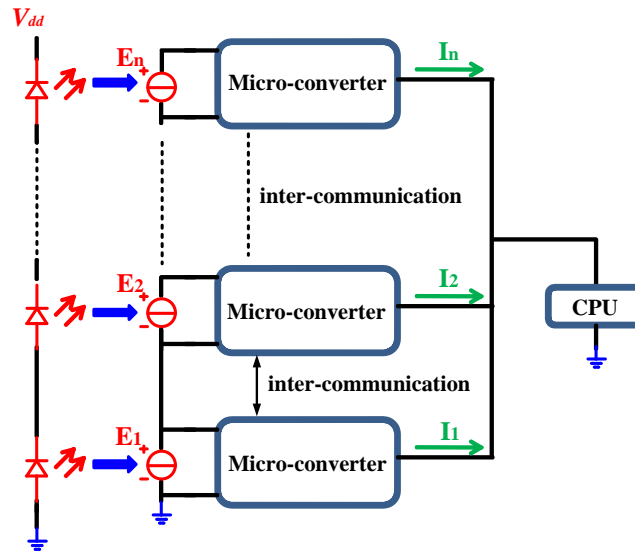 Vdd
En
+
-
Micro-converter
In
inter-communication
E2
+
-
Micro-converter
I2
CPU
inter-communication
E1
+
-
Micro-converter
I1